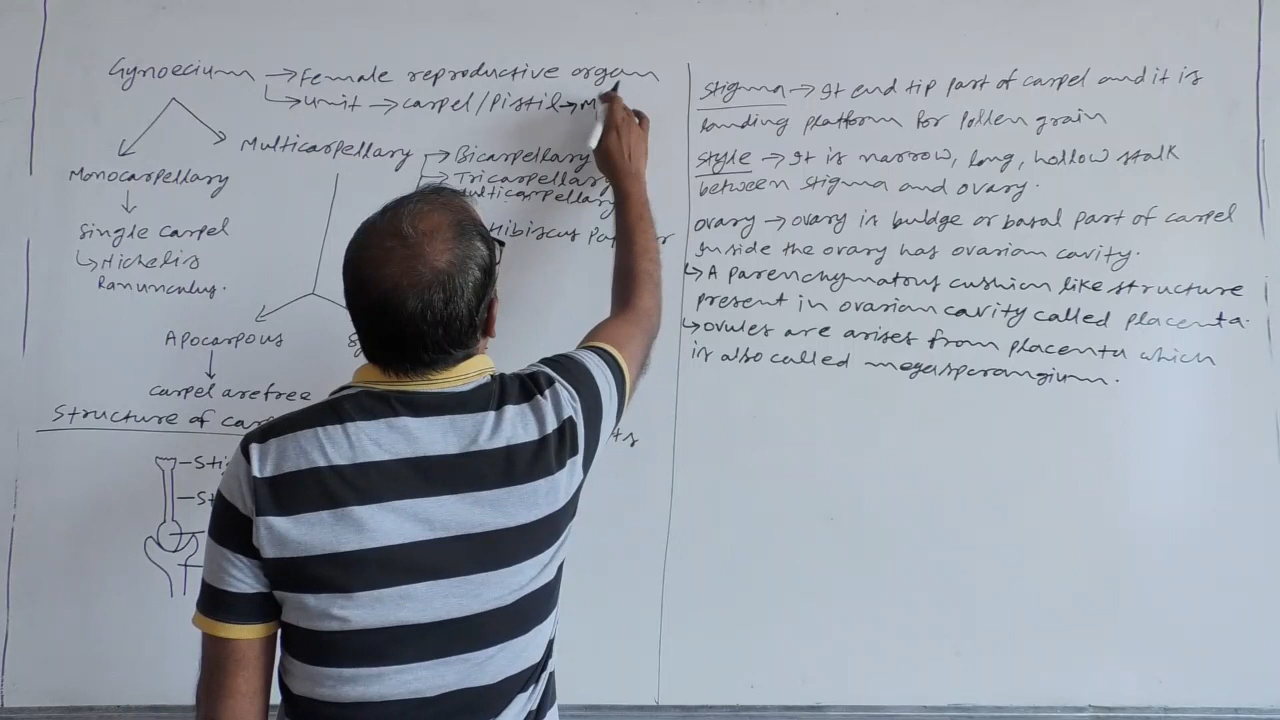 Gynoecium → Female reproductive organ
↳ Unit → carpel/Pistil → M
Multicarpellary → Bicarpellary
→ Tricarpellary
Multicarpellary
Monocarpellary
Hibiscus
Single carpel
↳ Michelia
Ranunculus.
Apocarpous
carpel are free
Structure of
Stigma → It end tip part of carpel and it is
landing platform for Pollen grain
Style → It is narrow, long, hollow stalk
between stigma and ovary.
ovary → ovary is buldge or basal part of carpel
Inside the ovary has ovarian cavity.
↳ A parenchymatous cushion like structure
present in ovarian cavity called placenta.
↳ ovules are arises from placenta which
is also called megasporangium.